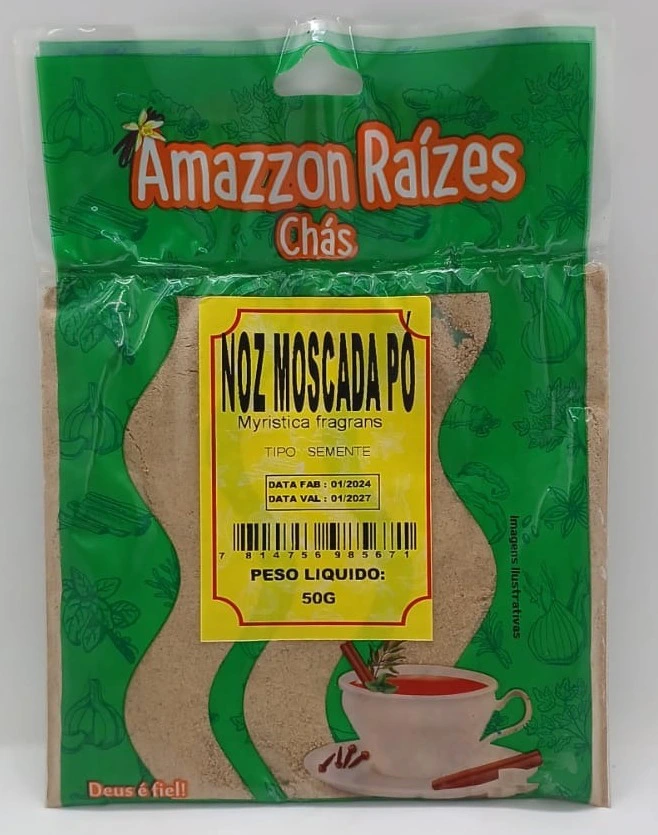 Amazzon Raízes
Chás
NOZ MOSCADA PÓ
Myristica fragrans
TIPO SEMENTE
DATA FAB : 01/2024
DATA VAL : 01/2027
7 814756 985671
PESO LIQUIDO:
50G
imagens ilustrativas
Deus é fiel!